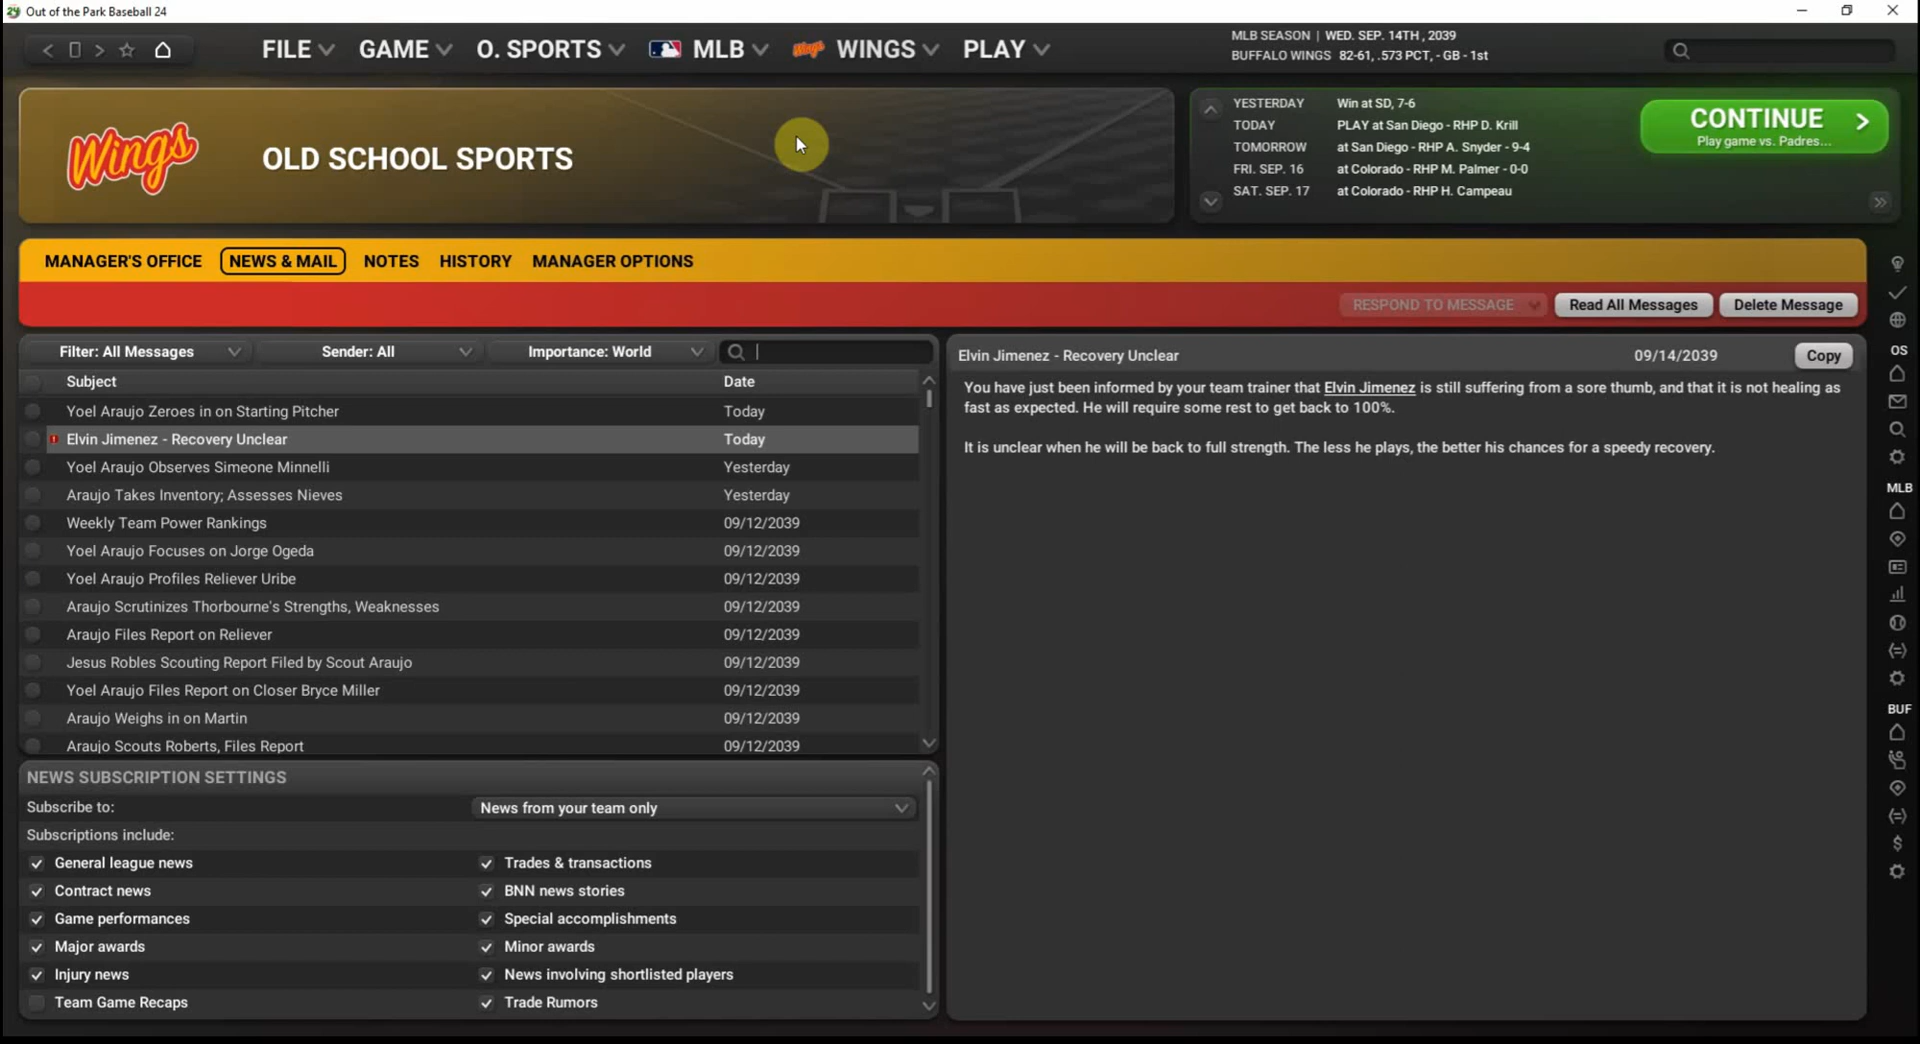 Out of the Park Baseball 24
FILE GAME O. SPORTS MLB WINGS PLAY
MLB SEASON | WED. SEP. 14TH , 2039
BUFFALO WINGS 82-61, .573 PCT, - GB - 1st
Wings
OLD SCHOOL SPORTS
YESTERDAY Win at SD, 7-6
TODAY PLAY at San Diego - RHP D. Krill
TOMORROW at San Diego - RHP A. Snyder - 9-4
FRI. SEP. 16 at Colorado - RHP M. Palmer - 0-0
SAT. SEP. 17 at Colorado - RHP H. Campeau
CONTINUE
Play game vs. Padres...
MANAGER'S OFFICE NEWS & MAIL NOTES HISTORY MANAGER OPTIONS
RESPOND TO MESSAGE Read All Messages Delete Message
Filter: All Messages Sender: All Importance: World
Subject Date
Yoel Araujo Zeroes in on Starting Pitcher Today
Elvin Jimenez - Recovery Unclear Today
Yoel Araujo Observes Simeone Minnelli Yesterday
Araujo Takes Inventory; Assesses Nieves Yesterday
Weekly Team Power Rankings 09/12/2039
Yoel Araujo Focuses on Jorge Ogeda 09/12/2039
Yoel Araujo Profiles Reliever Uribe 09/12/2039
Araujo Scrutinizes Thorbourne's Strengths, Weaknesses 09/12/2039
Araujo Files Report on Reliever 09/12/2039
Jesus Robles Scouting Report Filed by Scout Araujo 09/12/2039
Yoel Araujo Files Report on Closer Bryce Miller 09/12/2039
Araujo Weighs in on Martin 09/12/2039
Araujo Scouts Roberts, Files Report 09/12/2039
Elvin Jimenez - Recovery Unclear 09/14/2039 Copy
You have just been informed by your team trainer that Elvin Jimenez is still suffering from a sore thumb, and that it is not healing as
fast as expected. He will require some rest to get back to 100%.
It is unclear when he will be back to full strength. The less he plays, the better his chances for a speedy recovery.
NEWS SUBSCRIPTION SETTINGS
Subscribe to: News from your team only
Subscriptions include:
General league news Trades & transactions
Contract news BNN news stories
Game performances Special accomplishments
Major awards Minor awards
Injury news News involving shortlisted players
Team Game Recaps Trade Rumors
OS
MLB
BUF